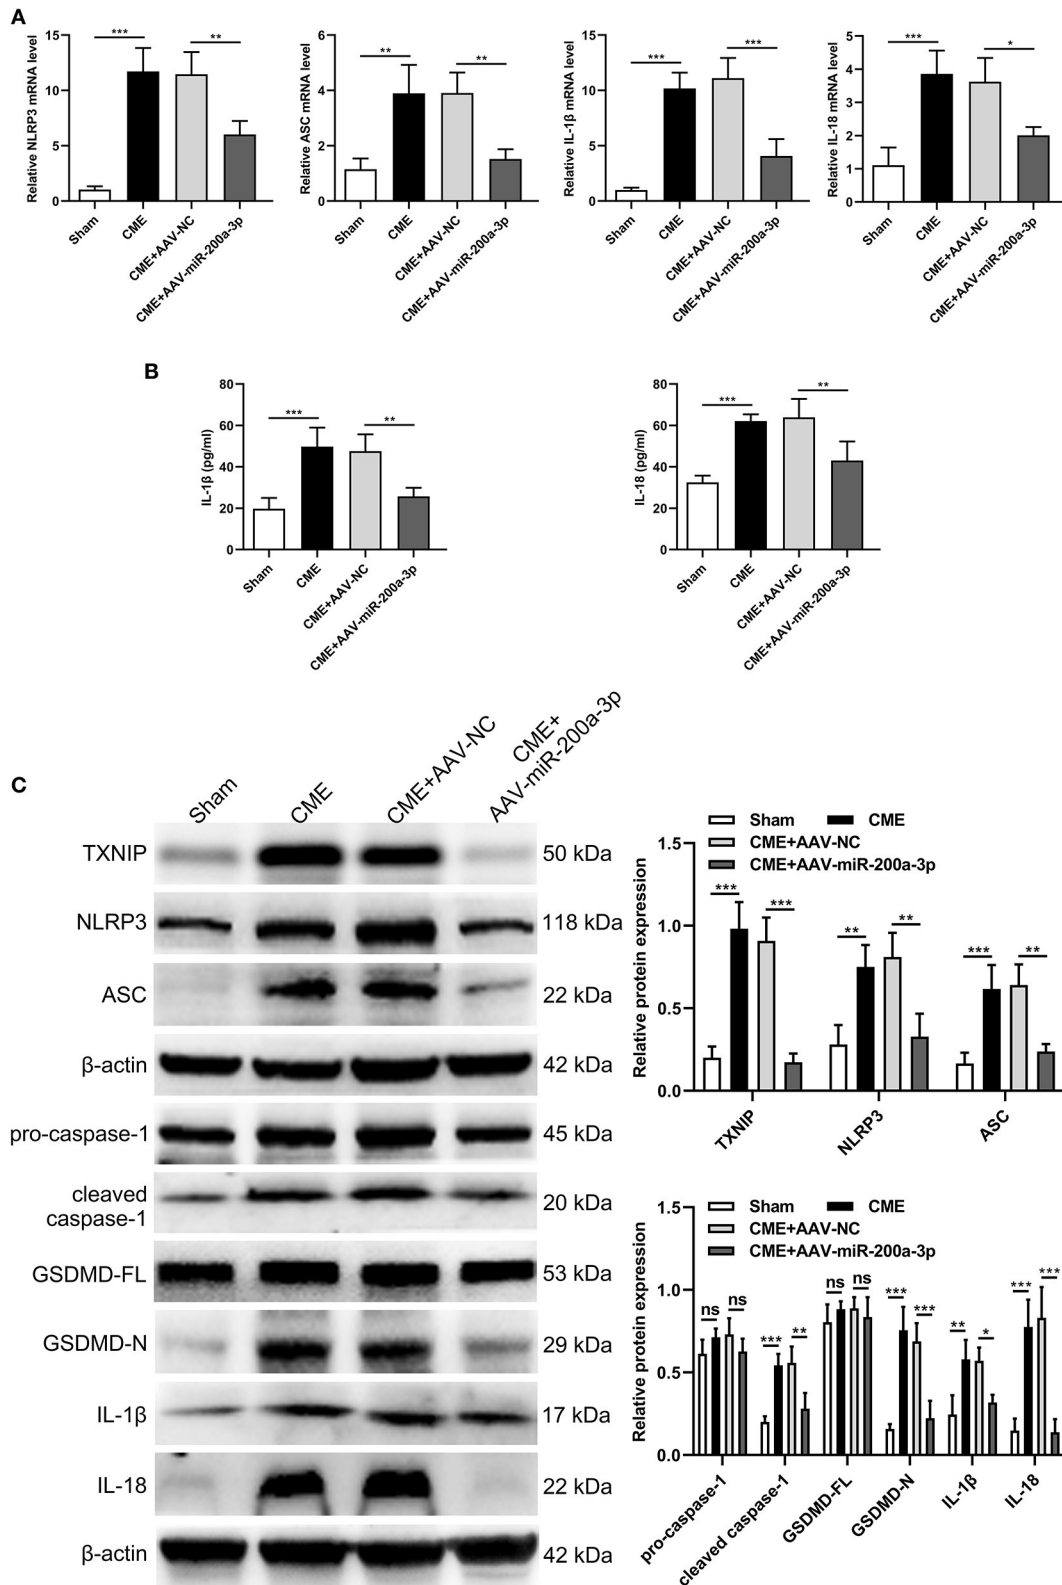 A
Relative NLRP3 mRNA level
15
10
5
0
***
**
Sham
CME
CME+AAV-NC
CME+AAV-miR-200a-3p
Relative ASC mRNA level
6
4
2
0
**
**
Sham
CME
CME+AAV-NC
CME+AAV-miR-200a-3p
Relative IL-1β mRNA level
15
10
5
0
***
***
Sham
CME
CME+AAV-NC
CME+AAV-miR-200a-3p
Relative IL-18 mRNA level
5
4
3
2
1
0
***
*
Sham
CME
CME+AAV-NC
CME+AAV-miR-200a-3p
B
IL-1β (pg/ml)
80
60
40
20
0
***
**
Sham
CME
CME+AAV-NC
CME+AAV-miR-200a-3p
IL-18 (pg/ml)
80
60
40
20
0
***
**
Sham
CME
CME+AAV-NC
CME+AAV-miR-200a-3p
C
Sham
CME
CME+AAV-NC
CME+
AAV-miR-200a-3p
TXNIP 50 kDa
NLRP3 118 kDa
ASC 22 kDa
β-actin 42 kDa
pro-caspase-1 45 kDa
cleaved
caspase-1 20 kDa
GSDMD-FL 53 kDa
GSDMD-N 29 kDa
IL-1β 17 kDa
IL-18 22 kDa
β-actin 42 kDa
Sham CME
CME+AAV-NC
CME+AAV-miR-200a-3p
Relative protein expression
1.5
1.0
0.5
0.0
*** *** ** ** *** **
TXNIP
NLRP3
ASC
Sham CME
CME+AAV-NC
CME+AAV-miR-200a-3p
Relative protein expression
1.5
1.0
0.5
0.0
ns ns *** ** ns ns *** *** ** * *** ***
pro-caspase-1
cleaved caspase-1
GSDMD-FL
GSDMD-N
IL-1β
IL-18